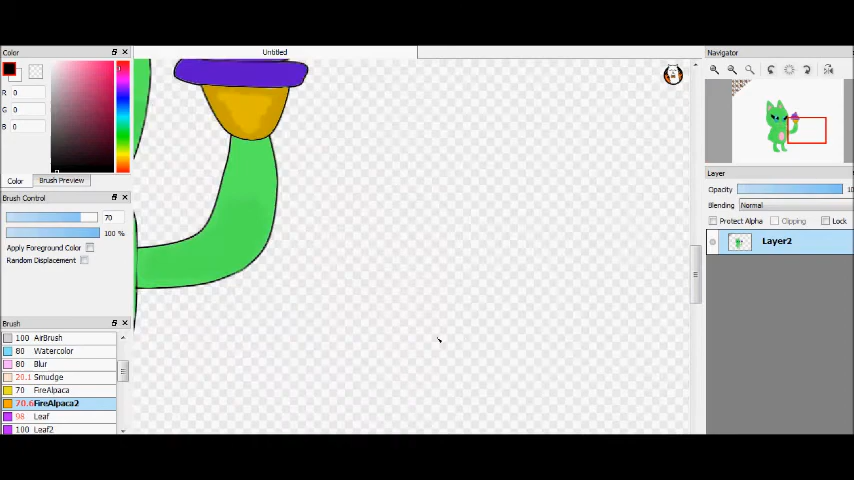 Color
Untitled
Navigator
R 0
G 0
B 0
Color Brush Preview
Brush Control
70
100 %
Apply Foreground Color
Random Displacement
Layer
Opacity
Blending Normal
Protect Alpha Clipping Lock
Layer2
Brush
100 AirBrush
80 Watercolor
80 Blur
20.1 Smudge
70 FireAlpaca
70.6 FireAlpaca2
98 Leaf
100 Leaf2